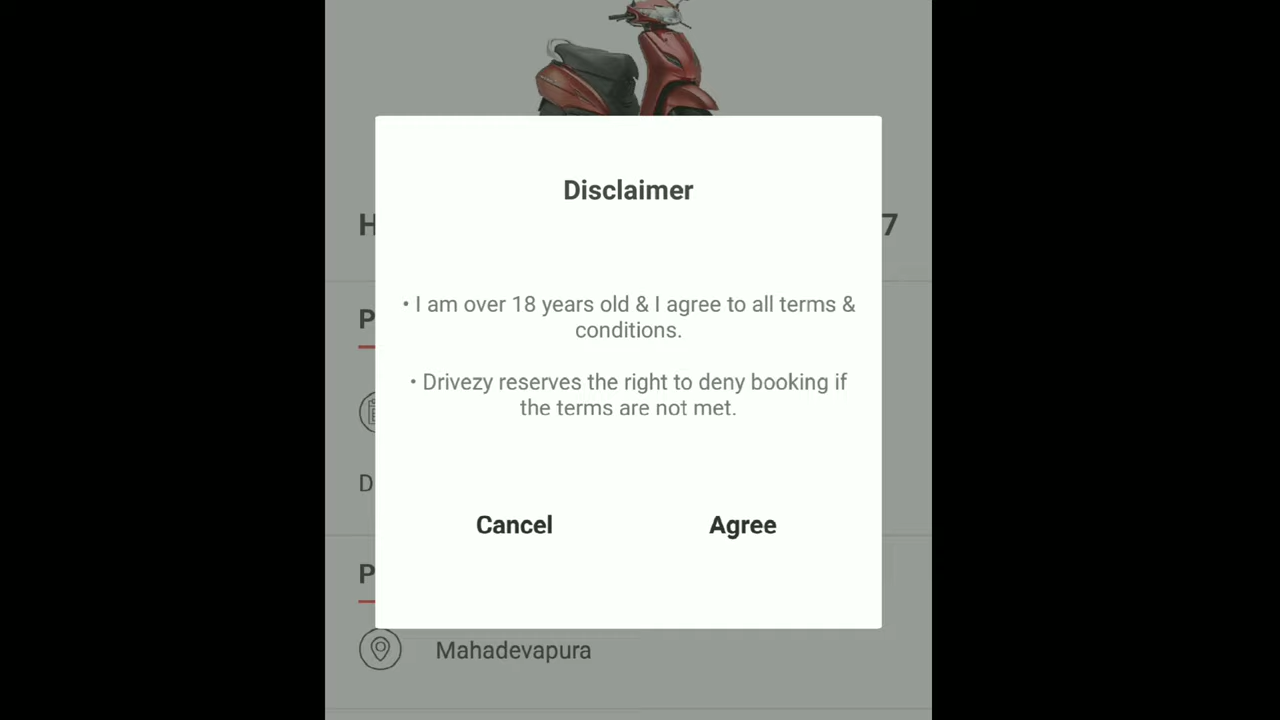 Disclaimer
H
7
• I am over 18 years old & I agree to all terms &
conditions.
P
• Drivezy reserves the right to deny booking if
the terms are not met.
D
Cancel
Agree
P
Mahadevapura